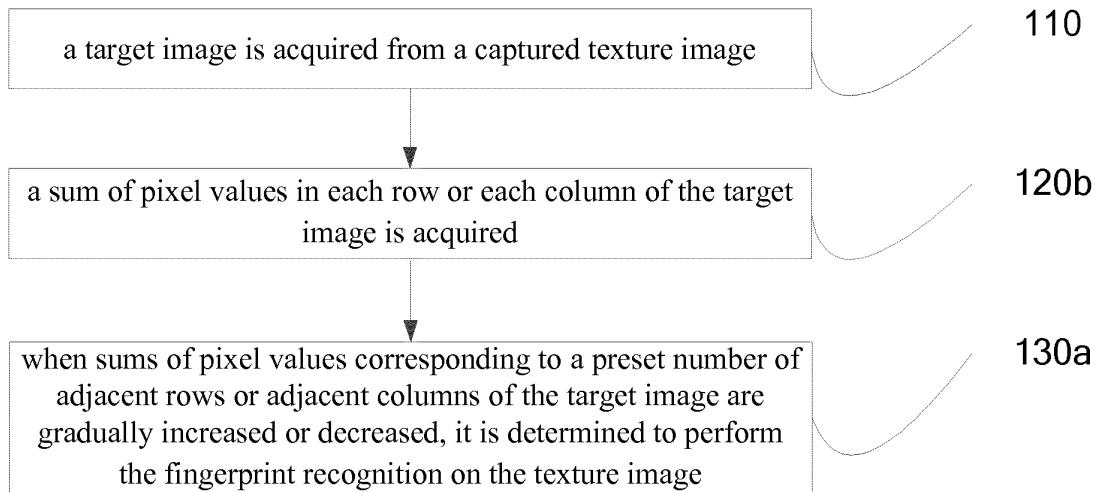 a target image is acquired from a captured texture image
110
a sum of pixel values in each row or each column of the target
image is acquired
120b
when sums of pixel values corresponding to a preset number of
adjacent rows or adjacent columns of the target image are
gradually increased or decreased, it is determined to perform
the fingerprint recognition on the texture image
130a